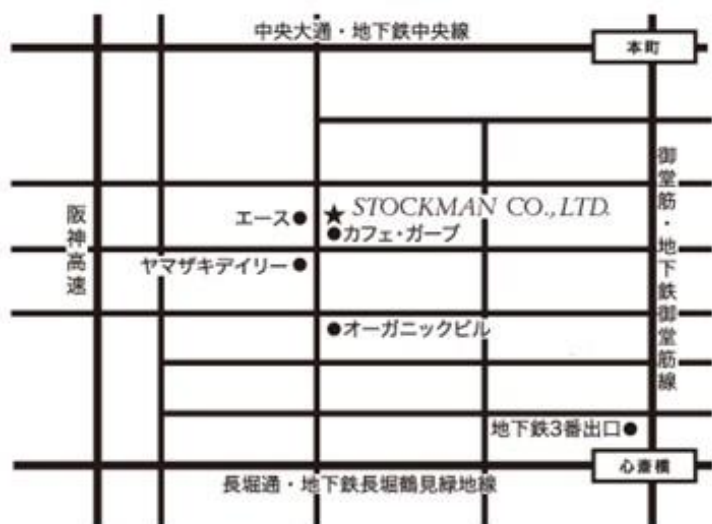 中央大通・地下鉄中央線
本町
御堂筋・地下鉄御堂筋線
阪神高速
エース
★ STOCKMAN CO., LTD.
●カフェ・ガーブ
ヤマザキデイリー●
●オーガニックビル
地下鉄3番出口●
心斎橋
長堀通・地下鉄長堀鶴見緑地線